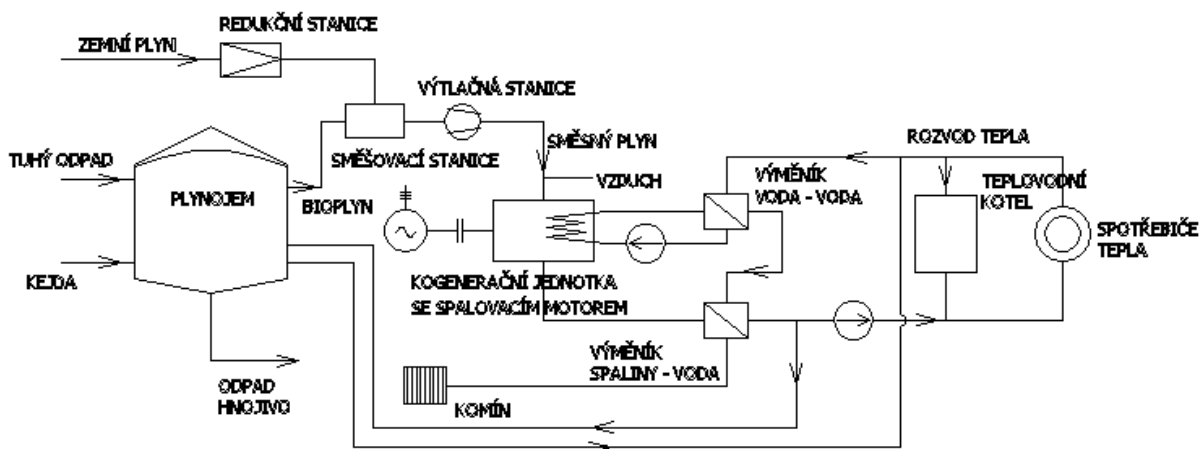 REDUKČNÍ STANICE
ZEMNÍ PLYN
VÝTLAČNÁ STANICE
SMĚSNÝ PLYN
ROZVOD TEPLA
TUHÝ ODPAD
SMĚŠOVACÍ STANICE
VZDUCH
VÝMĚNÍK
VODA - VODA
TEPLOVODNÍ
KOTEL
PLYNOJEM
BIOPLYN
SPOTŘEBIČE
TEPLA
KEJDA
KOGENERAČNÍ JEDNOTKA
SE SPALOVACÍM MOTOREM
VÝMĚNÍK
SPALINY - VODA
ODPAD
HNOJIVO
KOMÍN